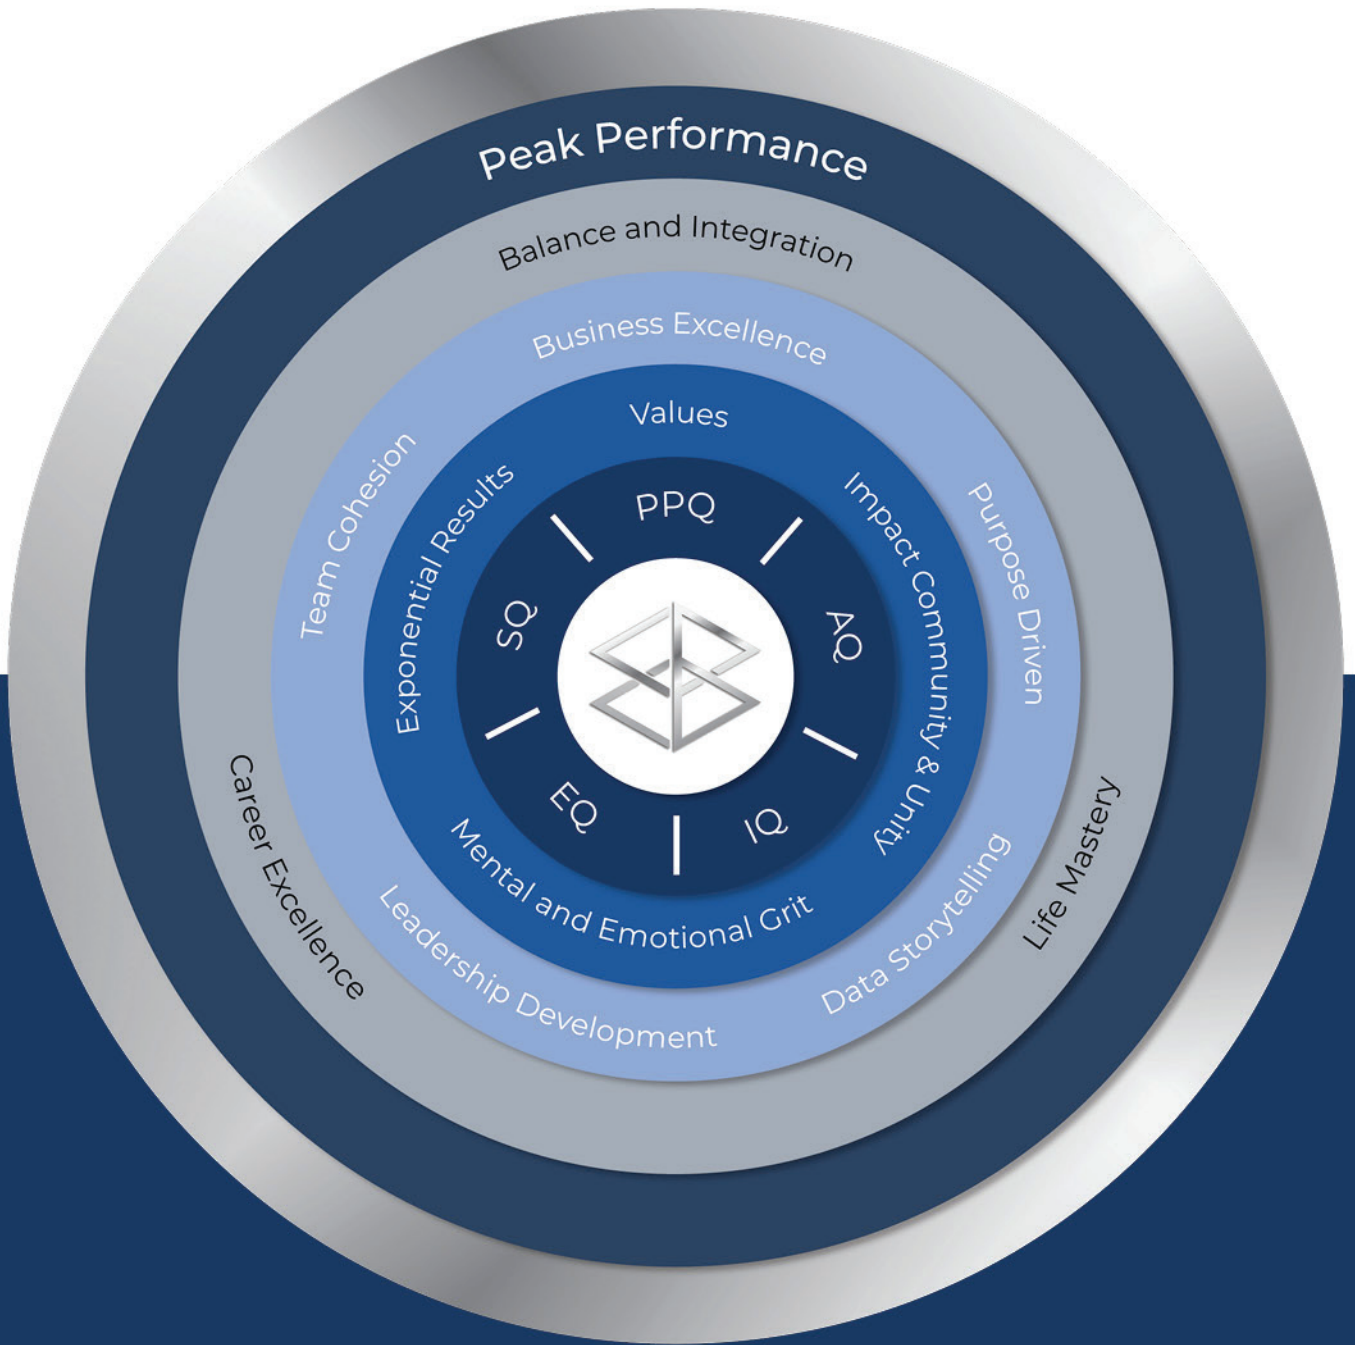 Peak Performance
Balance and Integration
Life Mastery
Career Excellence
Business Excellence
Purpose Driven
Data Storytelling
Leadership Development
Team Cohesion
Values
Impact Community & Unity
Mental and Emotional Grit
Exponential Results
PPQ
AQ
IQ
EQ
SQ